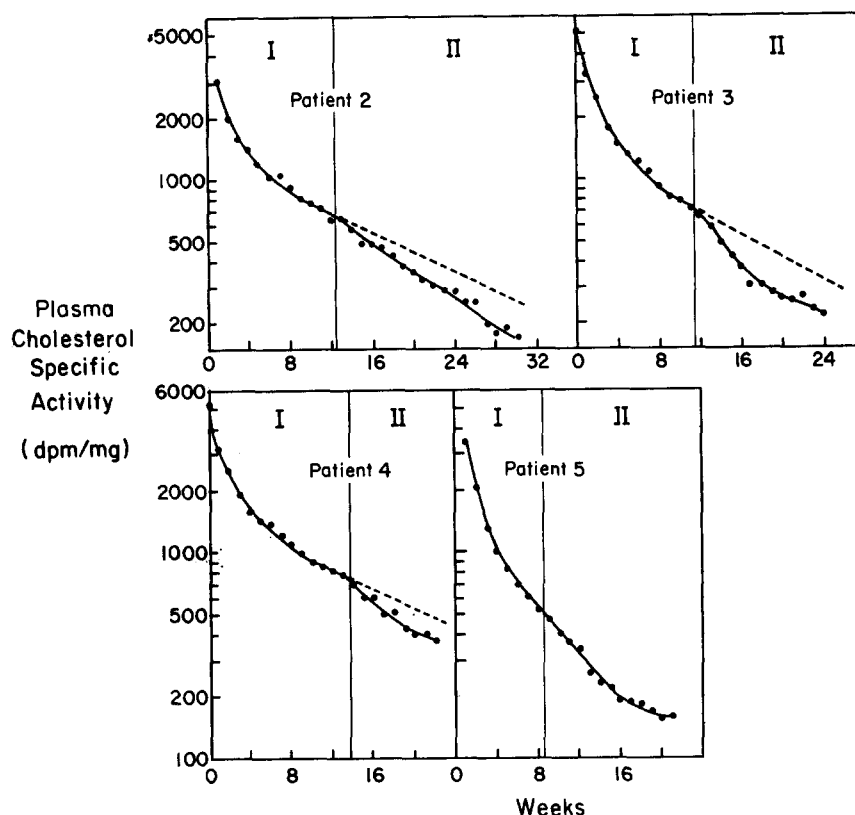 5000
2000
1000
500
200
I II
Patient 2
0 8 16 24 32
I II
Patient 3
0 8 16 24
Plasma
Cholesterol
Specific
Activity
(dpm/mg)
6000
2000
1000
500
200
100
I II
Patient 4
0 8 16
I II
Patient 5
0 8 16
Weeks